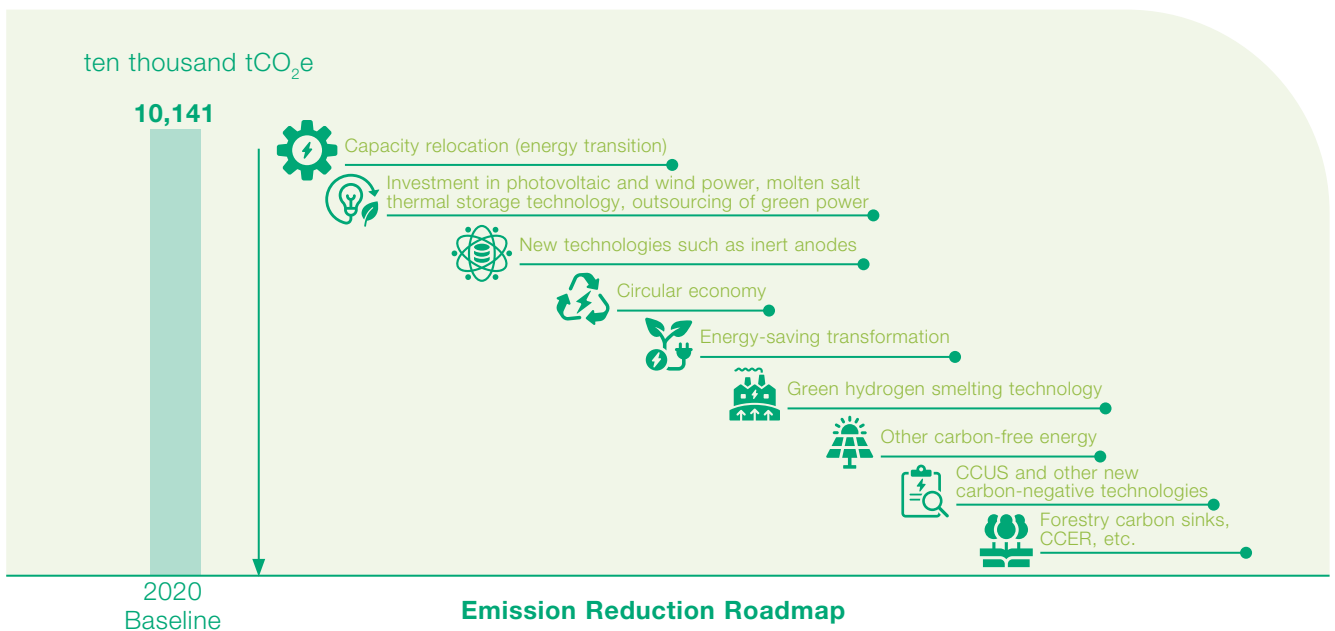 ten thousand tCO₂e
10,141
Capacity relocation (energy transition)
Investment in photovoltaic and wind power, molten salt
thermal storage technology, outsourcing of green power
New technologies such as inert anodes
Circular economy
Energy-saving transformation
Green hydrogen smelting technology
Other carbon-free energy
CCUS and other new
carbon-negative technologies
Forestry carbon sinks,
CCER, etc.
2020
Baseline
Emission Reduction Roadmap